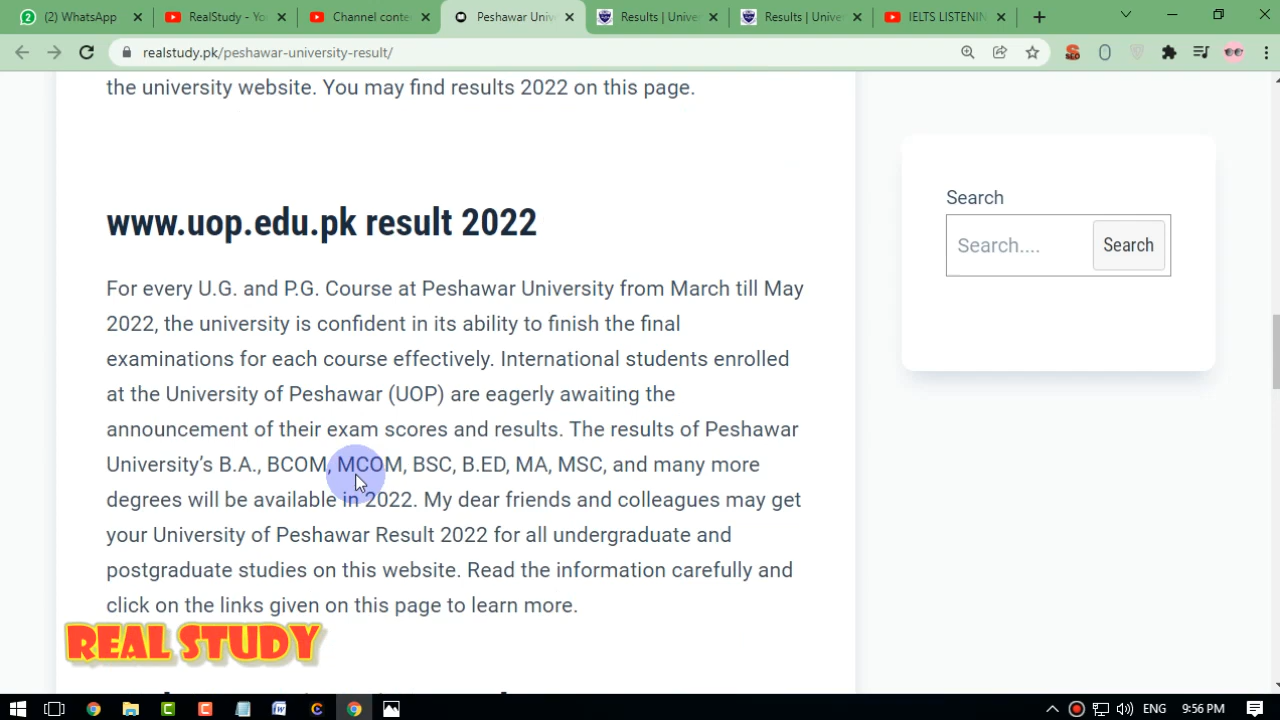 (2) WhatsApp
RealStudy - Yo
Channel conte
Peshawar Univ
Results | Unive
Results | Unive
IELTS LISTENIN
realstudy.pk/peshawar-university-result/
the university website. You may find results 2022 on this page.
Search
www.uop.edu.pk result 2022
Search....
Search
For every U.G. and P.G. Course at Peshawar University from March till May
2022, the university is confident in its ability to finish the final
examinations for each course effectively. International students enrolled
at the University of Peshawar (UOP) are eagerly awaiting the
announcement of their exam scores and results. The results of Peshawar
University's B.A., BCOM, MCOM, BSC, B.ED, MA, MSC, and many more
degrees will be available in 2022. My dear friends and colleagues may get
your University of Peshawar Result 2022 for all undergraduate and
postgraduate studies on this website. Read the information carefully and
click on the links given on this page to learn more.
REAL STUDY
ENG
9:56 PM